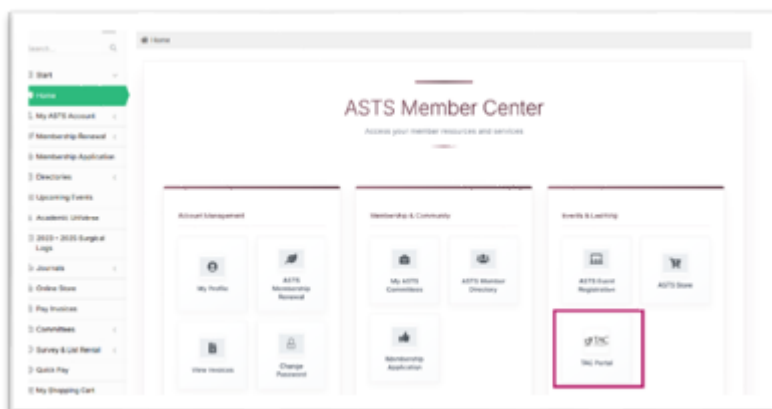 Search...
Home
Start
Home
My ASTS Account
Membership Renewal
Membership Application
Directories
Upcoming Events
Academic Universe
Surgical
Logs
Journals
Online Store
Pay Invoices
Committees
Survey & List Rental
Quick Pay
My Shopping Cart
ASTS Member Center
Access your member resources and services
Account Management
My Profile
ASTS
Membership
Renewal
View Invoices
Change
Password
Membership & Community
My ASTS
Committees
ASTS Member
Directory
Membership
Application
Events & Learning
ASTS Event
Registration
ASTS Store
TAC
TAC Portal